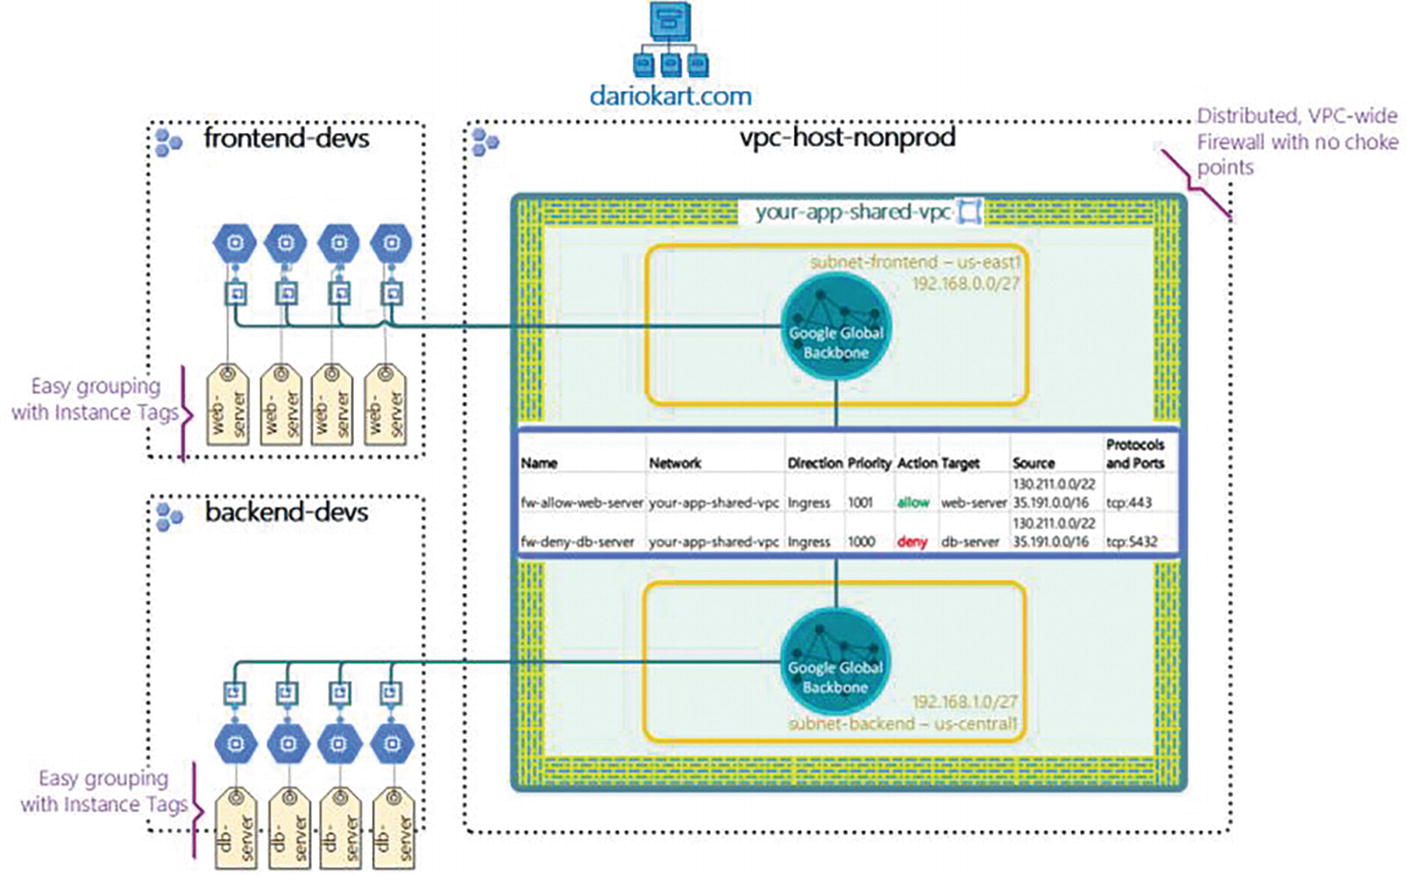 dariokart.com
frontend-devs
vpc-host-nonprod
Distributed, VPC-wide
Firewall with no choke
points
your-app-shared-vpc
subnet-frontend – us-east1
192.168.0.0/27
Google Global
Backbone
Easy grouping
with Instance Tags
web-
server
web-
server
web-
server
web-
server
Name Network Direction Priority Action Target Source Protocols and Ports
fw-allow-web-server your-app-shared-vpc Ingress 1001 allow web-server 130.211.0.0/22 35.191.0.0/16 tcp:443
fw-deny-db-server your-app-shared-vpc Ingress 1000 deny db-server 130.211.0.0/22 35.191.0.0/16 tcp:5432
backend-devs
Google Global
Backbone
192.168.1.0/27
subnet-backend – us-central1
Easy grouping
with Instance Tags
db-
server
db-
server
db-
server
db-
server